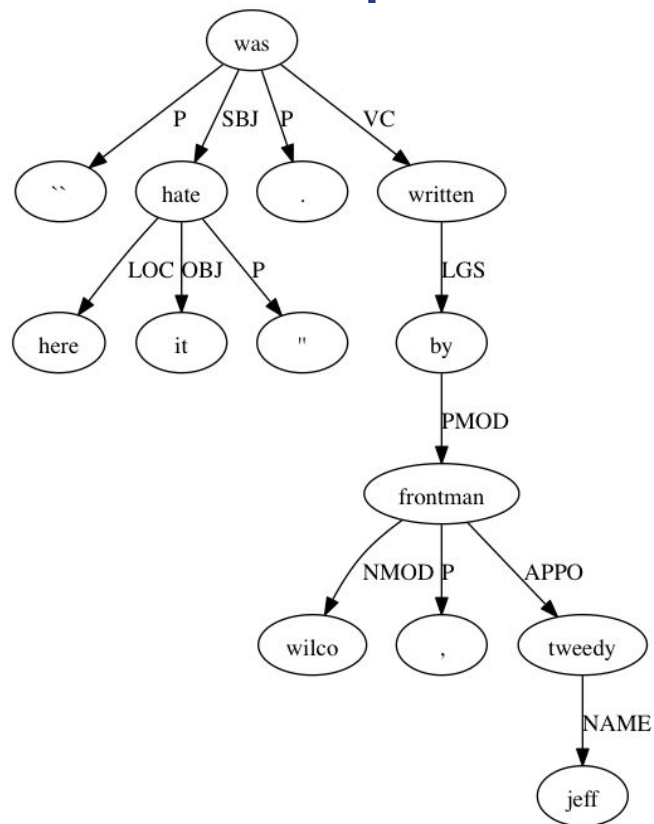 was
P SBJ P VC
`` hate . written
LOC OBJ P LGS
here it " by
PMOD
frontman
NMOD P APPO
wilco , tweedy
NAME
jeff